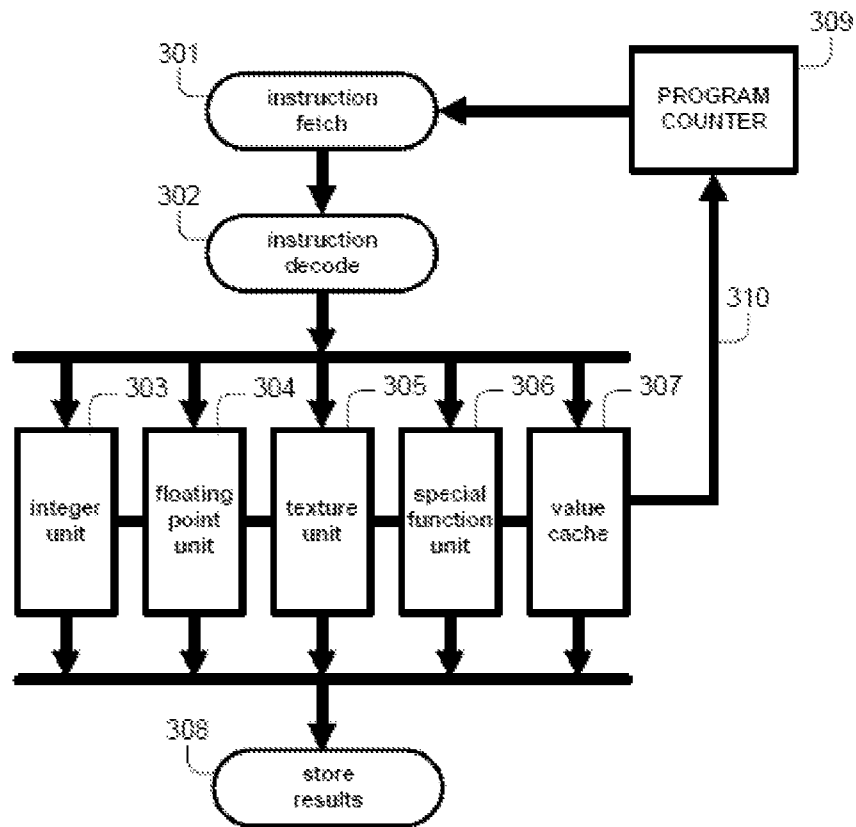 309
301
instruction
fetch
PROGRAM
COUNTER
302
instruction
decode
310
303
304
305
306
307
integer
unit
floating
point
unit
texture
unit
special
function
unit
value
cache
308
store
results